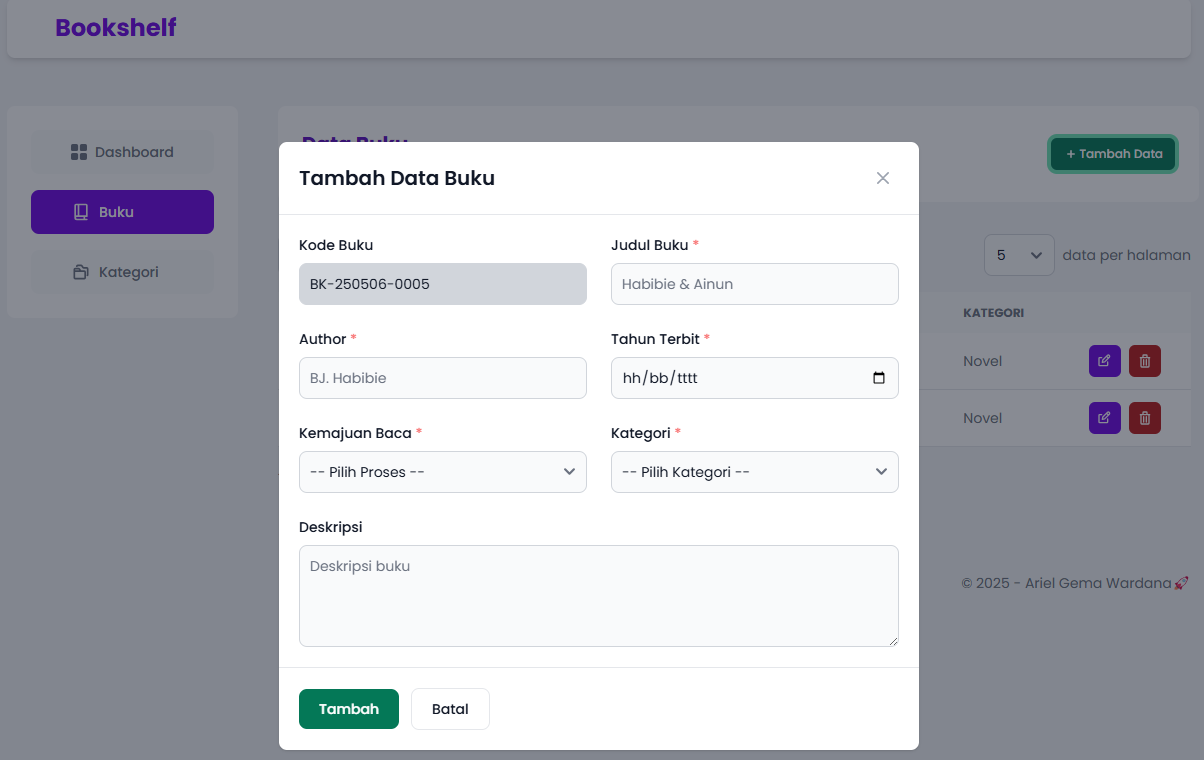 Bookshelf
Dashboard
Buku
Kategori
Data Buku
+ Tambah Data
5 data per halaman
KATEGORI
Novel
Novel
Tambah Data Buku
Kode Buku
BK-250506-0005
Judul Buku *
Habibie & Ainun
Author *
BJ. Habibie
Tahun Terbit *
hh/bb/tttt
Kemajuan Baca *
-- Pilih Proses --
Kategori *
-- Pilih Kategori --
Deskripsi
Deskripsi buku
Tambah
Batal
© 2025 - Ariel Gema Wardana🚀